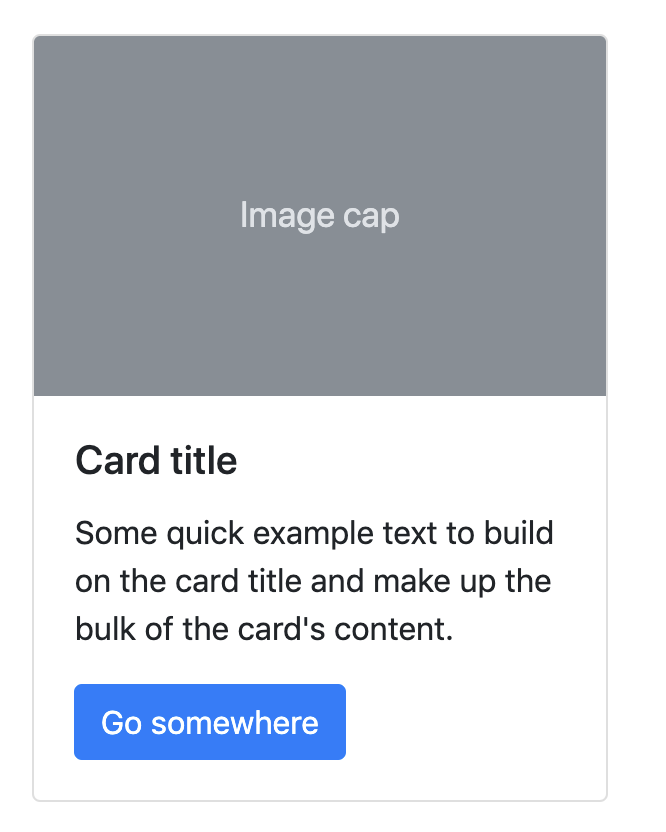 Image cap
Card title
Some quick example text to build
on the card title and make up the
bulk of the card's content.
Go somewhere